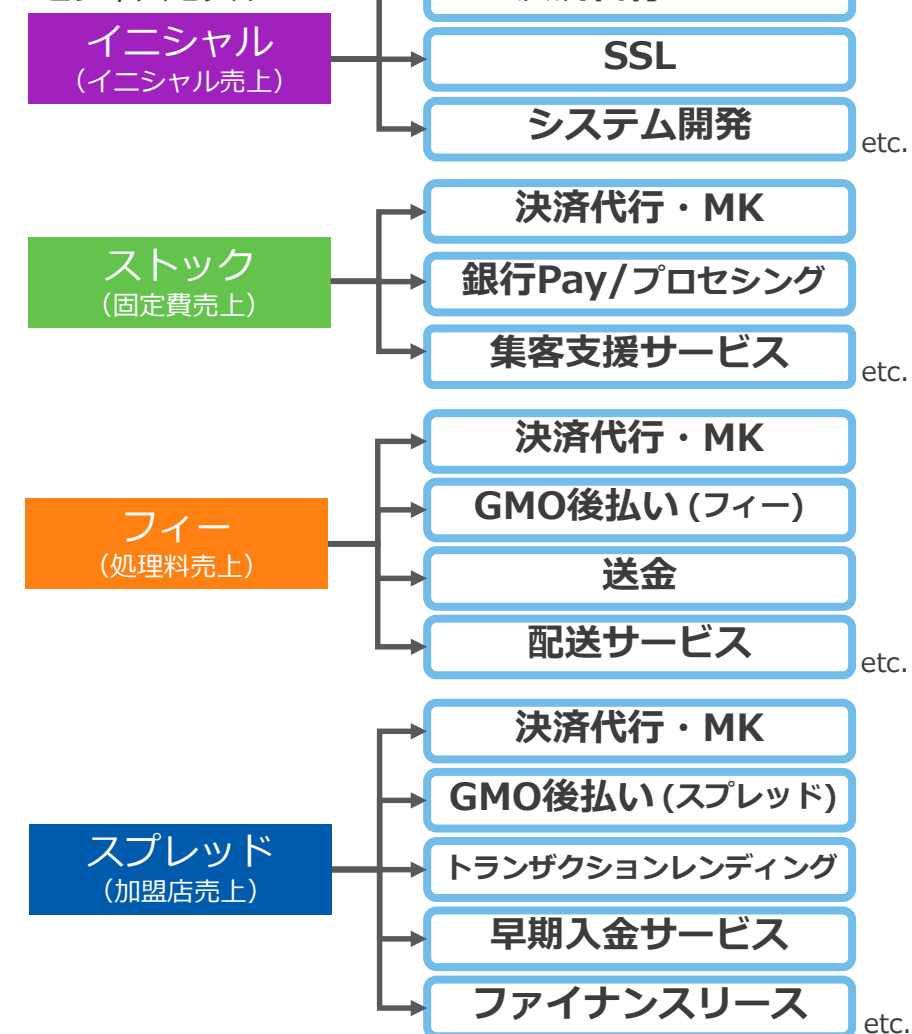 イニシャル
（イニシャル売上）
SSL
システム開発
etc.
ストック
（固定費売上）
決済代行・MK
銀行Pay/プロセシング
集客支援サービス
etc.
フィー
（処理料売上）
決済代行・MK
GMO後払い(フィー)
送金
配送サービス
etc.
スプレッド
（加盟店売上）
決済代行・MK
GMO後払い(スプレッド)
トランザクションレンディング
早期入金サービス
ファイナンスリース
etc.